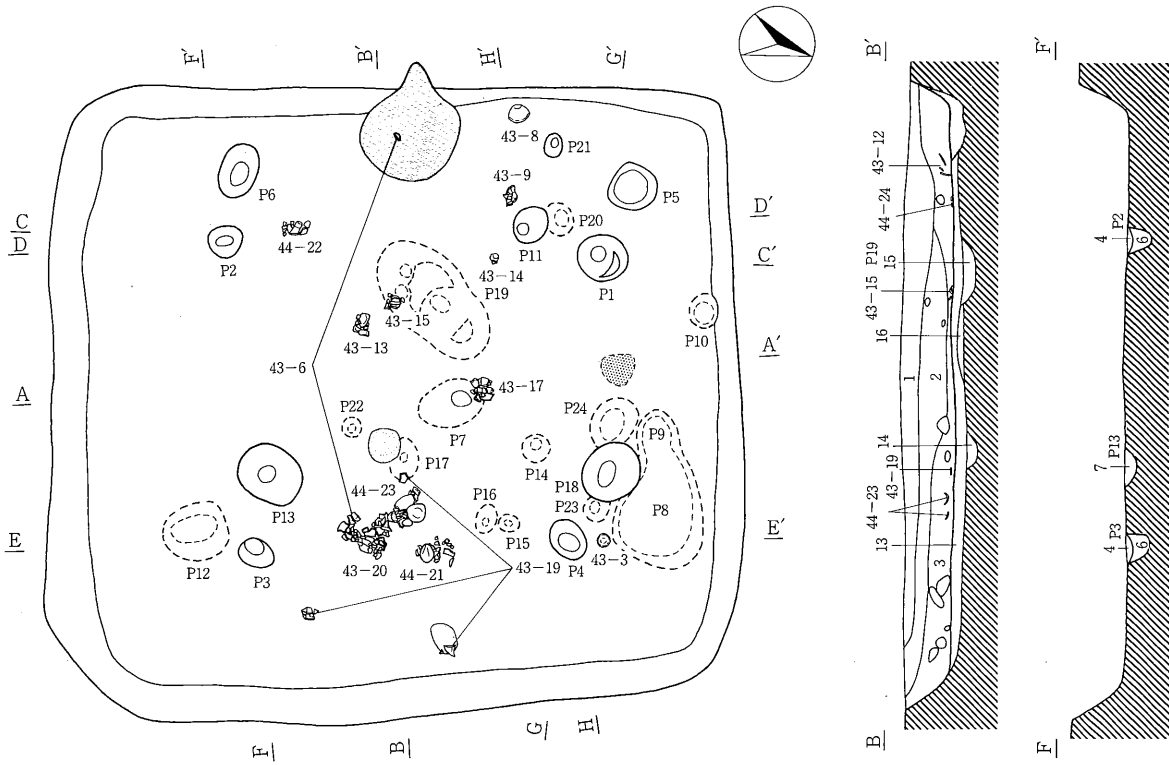 F′
B′
H′
G′
43-8
P21
43-9
P5
P6
P20
D′
C
D
44-22
P11
C′
P2
43-14
P1
P19
43-15
P10
43-13
A′
43-6
43-17
A
P22
P24
P9
P7
P17
P14
44-23
P18
P13
P16
P23
P8
E
P15
E′
P12
P3
43-20
44-21
43-19
P4
43-3
F
B
G
H
B′
43-12
44-24
P19
15
43-15
16
1
2
14
43-19
44-23
13
3
B
F′
P2
4
6
P13
7
P3
4
6
F